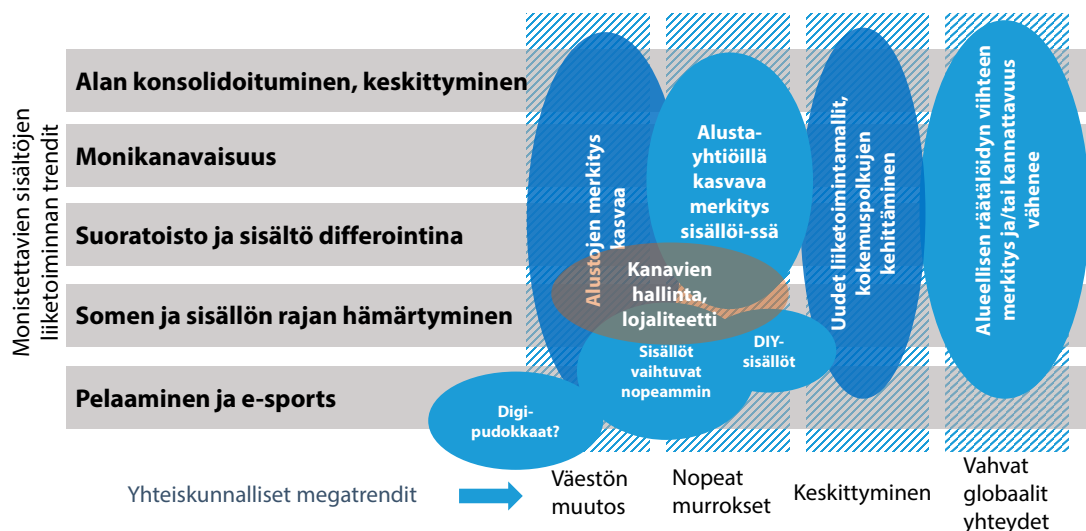 Monistettavien sisältöjen
liiketoiminnan trendit
Alan konsolidoituminen, keskittyminen
Monikanavaisuus
Suoratoisto ja sisältö differointina
Somen ja sisällön rajan hämärtyminen
Pelaaminen ja e-sports
Alustojen merkitys
kasvaa
Alusta-
yhtiöillä
kasvava
merkitys
sisällöi-ssä
Uudet liiketoimintamallit,
kokemuspolkujen
kehittäminen
Alueellisen räätälöidyn viihteen
merkitys ja/tai kannattavuus
vähenee
Kanavien
hallinta,
lojaliteetti
Sisällöt
vaihtuvat
nopeammin
DIY-
sisällöt
Digi-
pudokkaat?
Yhteiskunnalliset megatrendit
Väestön
muutos
Nopeat
murrokset
Keskittyminen
Vahvat
globaalit
yhteydet